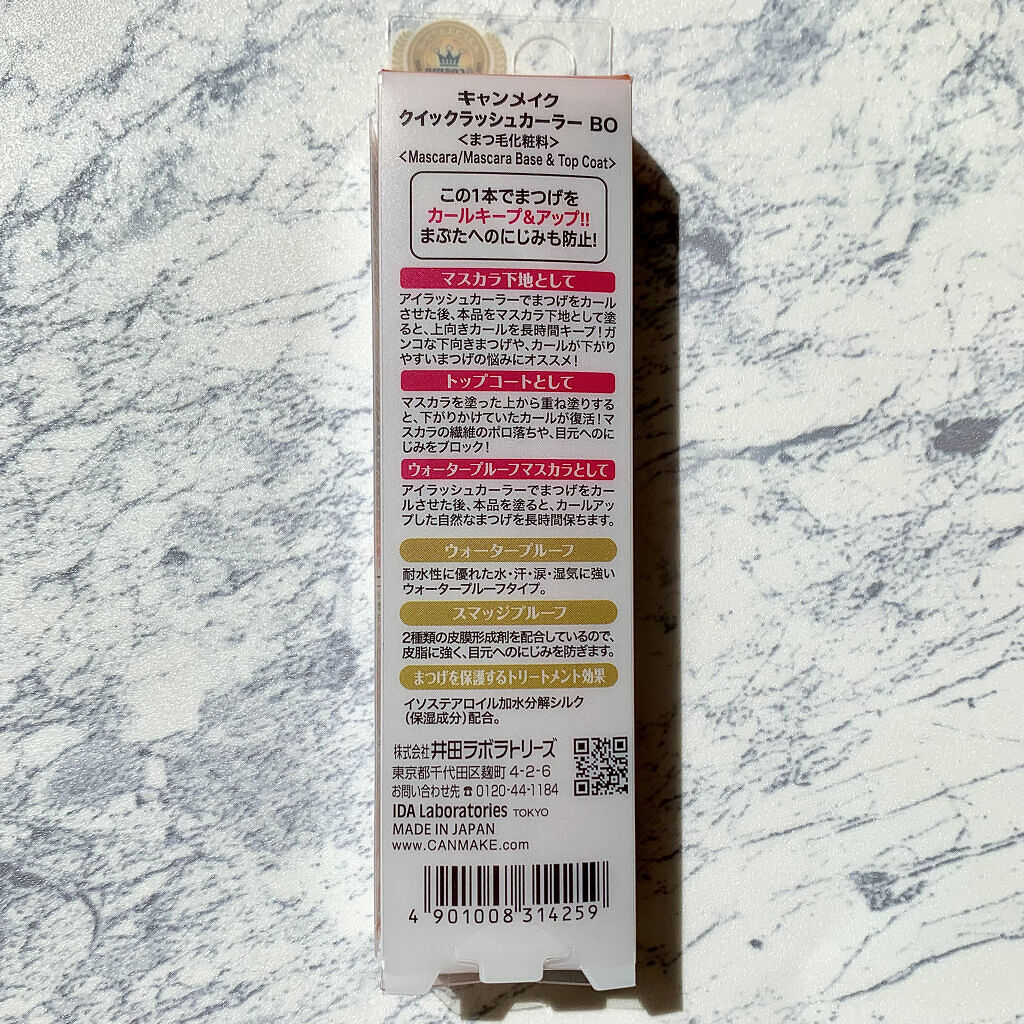 キャンメイク
クイックラッシュカーラー BO
<まつ毛化粧料>
<Mascara/Mascara Base & Top Coat>
この1本でまつげを
カールキープ&アップ!!
まぶたへのにじみも防止!
マスカラ下地として
アイラッシュカーラーでまつげをカール
させた後、本品をマスカラ下地として塗
ると、上向きカールを長時間キープ!ガ
ンコな下向きまつげや、カールが下がり
やすいまつげの悩みにオススメ!
トップコートとして
マスカラを塗った上から重ね塗りする
と、下がりかけていたカールが復活!マ
スカラの繊維のポロ落ちや、目元へのに
じみをブロック!
ウォータープルーフマスカラとして
アイラッシュカーラーでまつげをカー
ルさせた後、本品を塗ると、カールアッ
プした自然なまつげを長時間保ちます。
ウォータープルーフ
耐水性に優れた水・汗・涙・湿気に強い
ウォータープルーフタイプ。
スマッジプルーフ
2種類の皮膜形成剤を配合しているので、
皮脂に強く、目元へのにじみを防ぎます。
まつげを保護するトリートメント効果
イソステアロイル加水分解シルク
(保湿成分)配合。
株式会社 井田ラボラトリーズ
東京都千代田区麹町 4-2-6
お問い合わせ先 ☎ 0120-44-1184
IDA Laboratories TOKYO
MADE IN JAPAN
www.CANMAKE.com
4 901008 314259